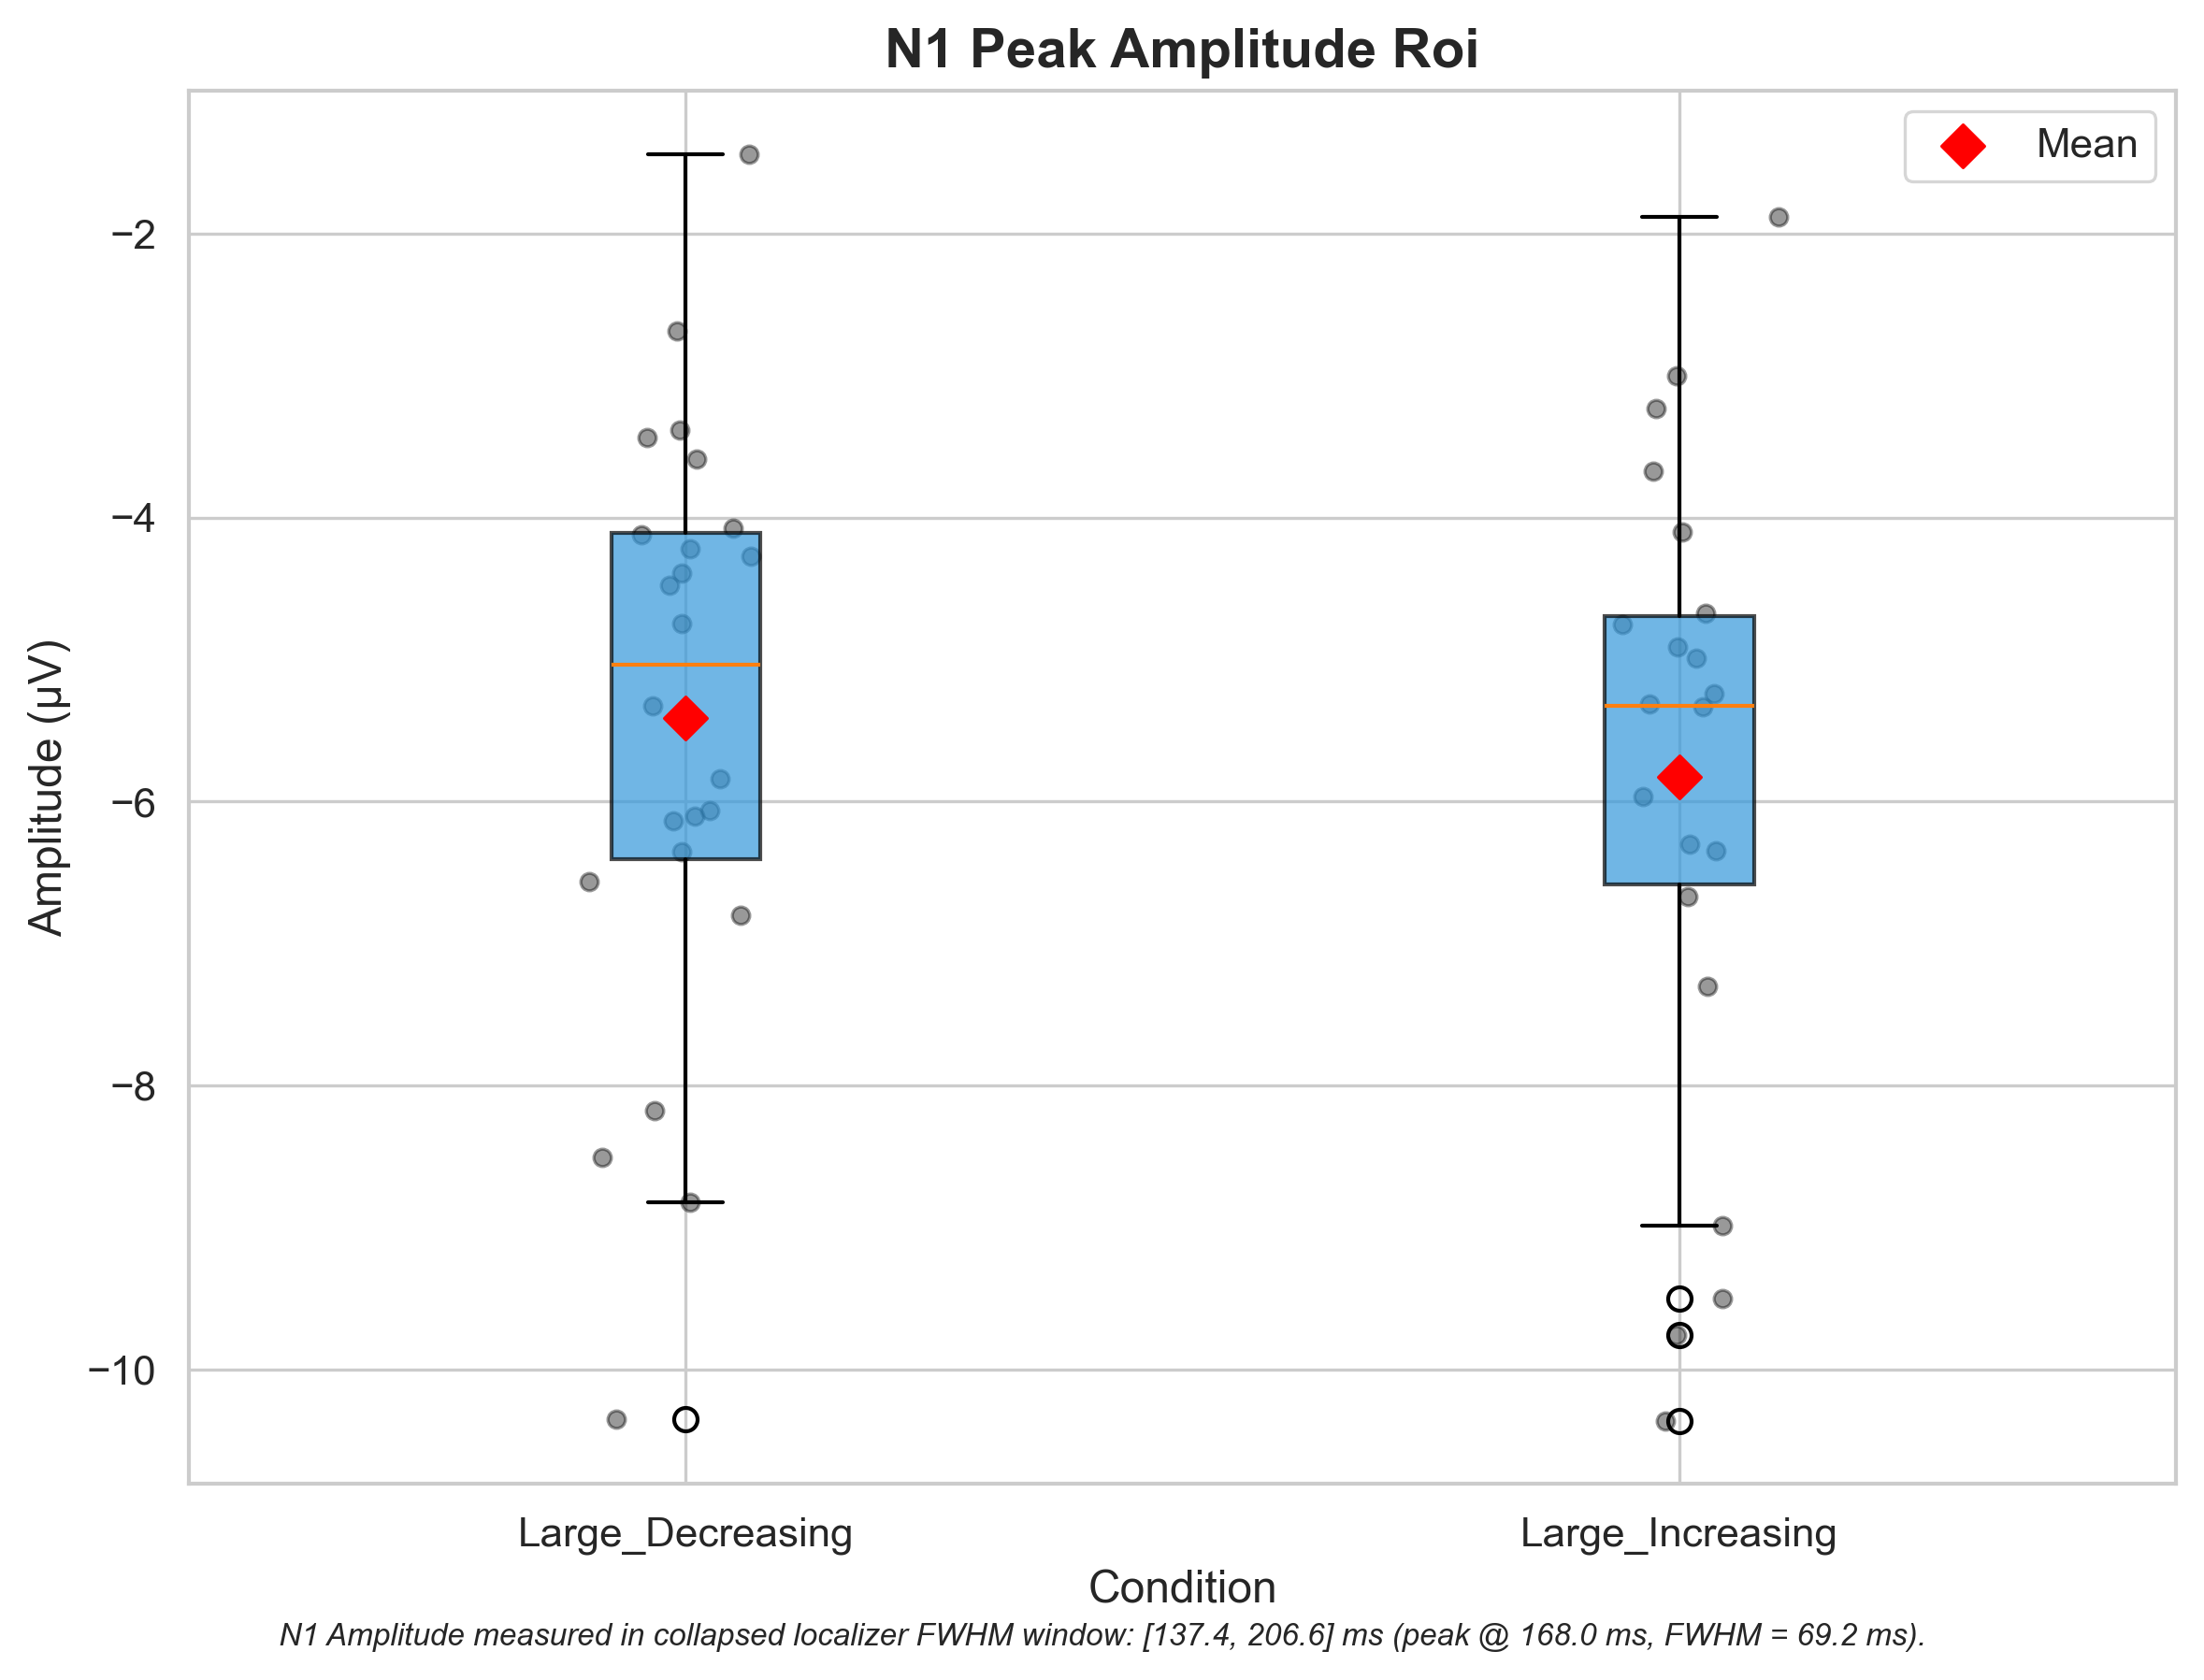 N1 Peak Amplitude Roi
Mean
−2
−4
−6
−8
−10
Amplitude (µV)
Large_Decreasing
Large_Increasing
Condition
N1 Amplitude measured in collapsed localizer FWHM window: [137.4, 206.6] ms (peak @ 168.0 ms, FWHM = 69.2 ms).